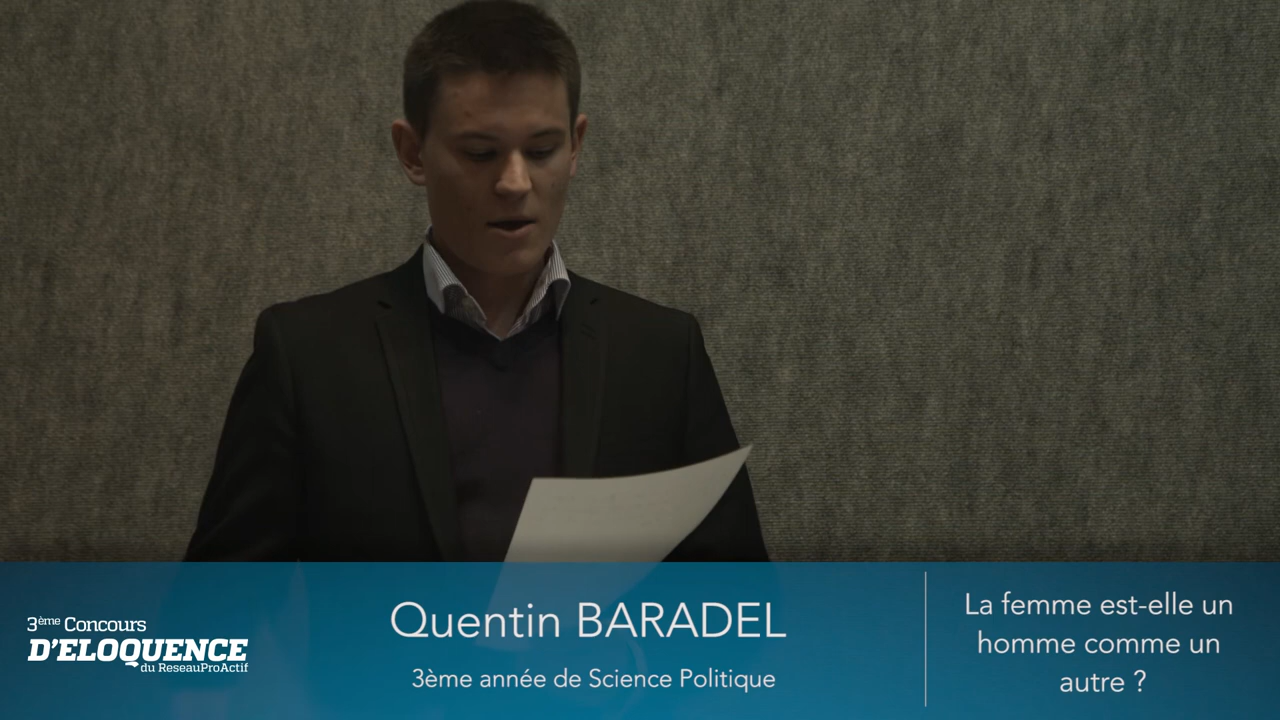 3ème Concours
D'ELOQUENCE
du ReseauProActif
Quentin BARADEL
3ème année de Science Politique
La femme est-elle un
homme comme un
autre ?